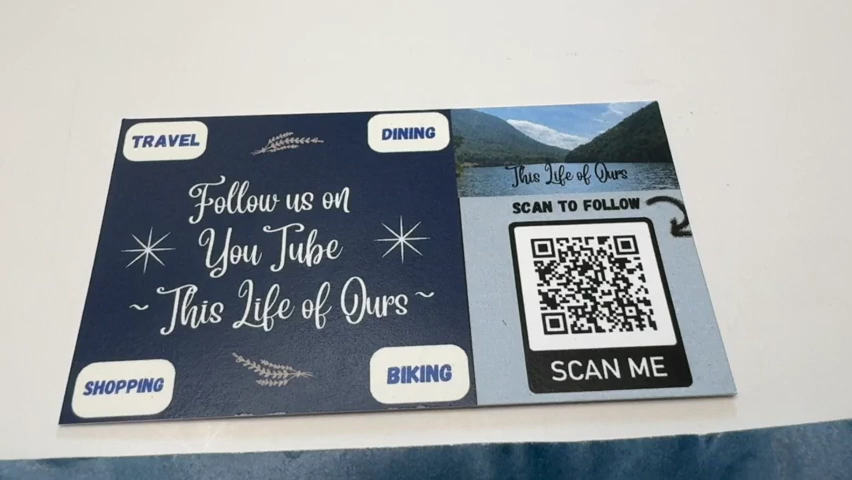 TRAVEL
DINING
Follow us on
You Tube
~ This Life of Ours ~
SHOPPING
BIKING
This Life of Ours
SCAN TO FOLLOW
SCAN ME